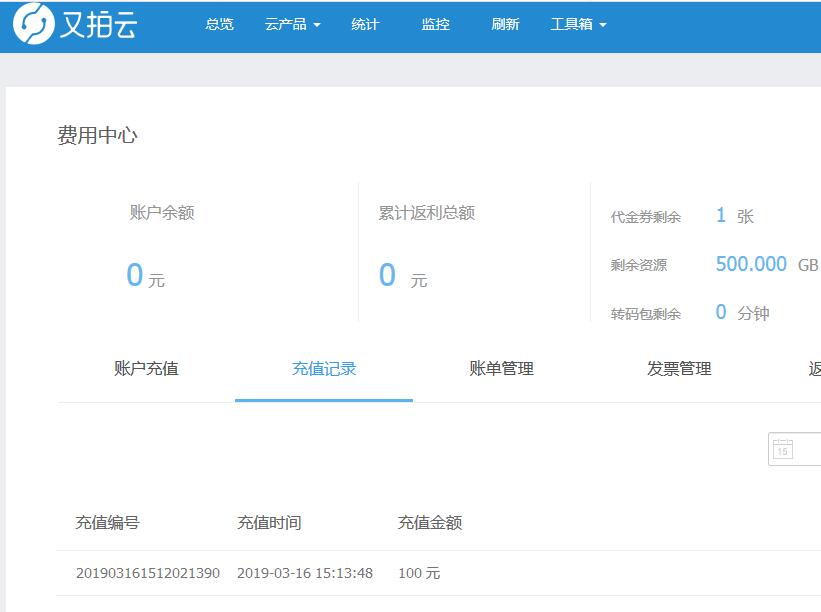 又拍云 总览 云产品 统计 监控 刷新 工具箱
费用中心
账户余额 累计返利总额 代金券剩余 1 张
0 元 0 元 剩余资源 500.000 GB
转码包剩余 0 分钟
账户充值 充值记录 账单管理 发票管理 返
15
充值编号 充值时间 充值金额
201903161512021390 2019-03-16 15:13:48 100 元